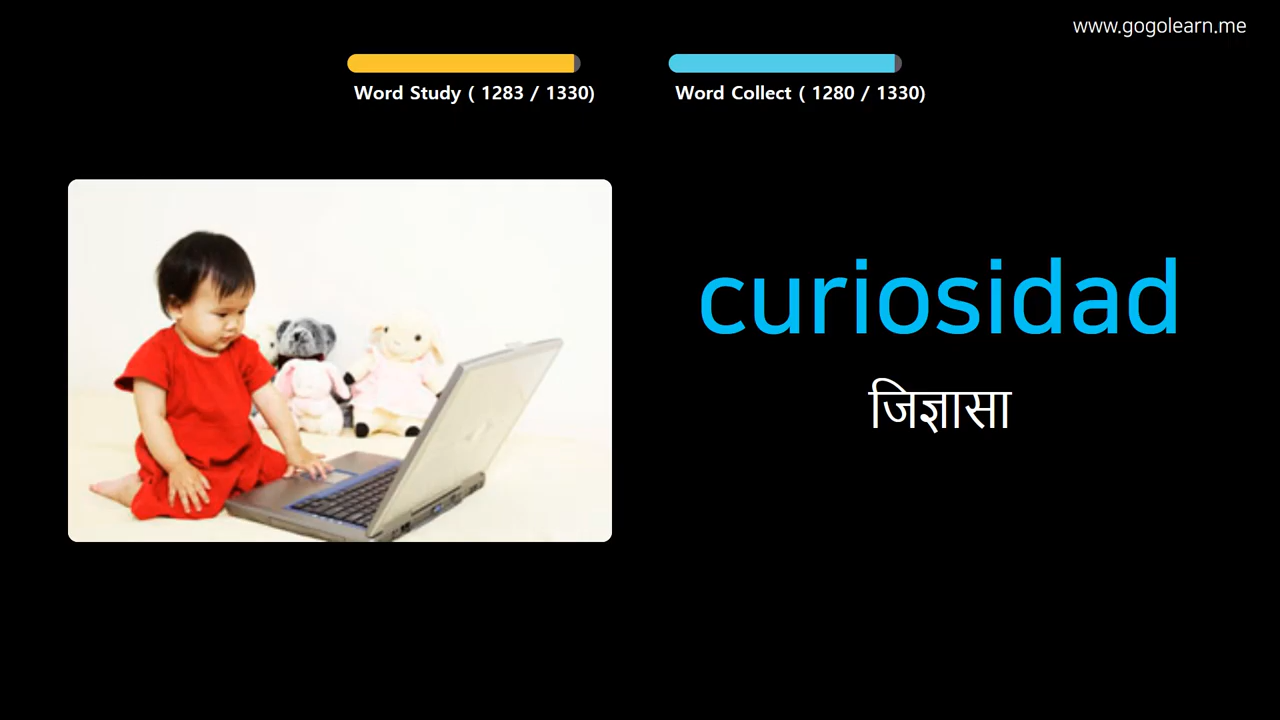 www.gogolearn.me
Word Study ( 1283 / 1330)
Word Collect ( 1280 / 1330)
curiosidad
जिज्ञासा